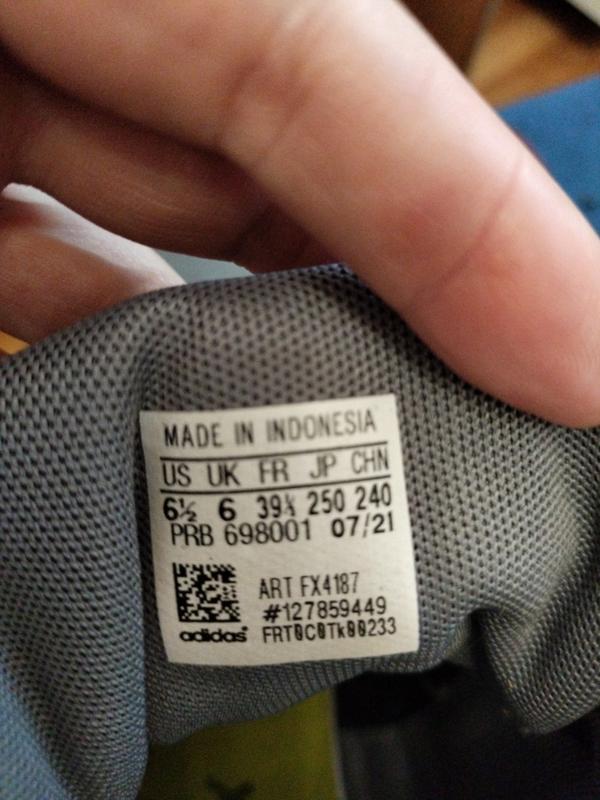 MADE IN INDONESIA
US UK FR JP CHN
6½ 6 39⅓ 250 240
PRB 698001 07/21
ART FX4187
#127859449
adidas FRT0C0Tk00233